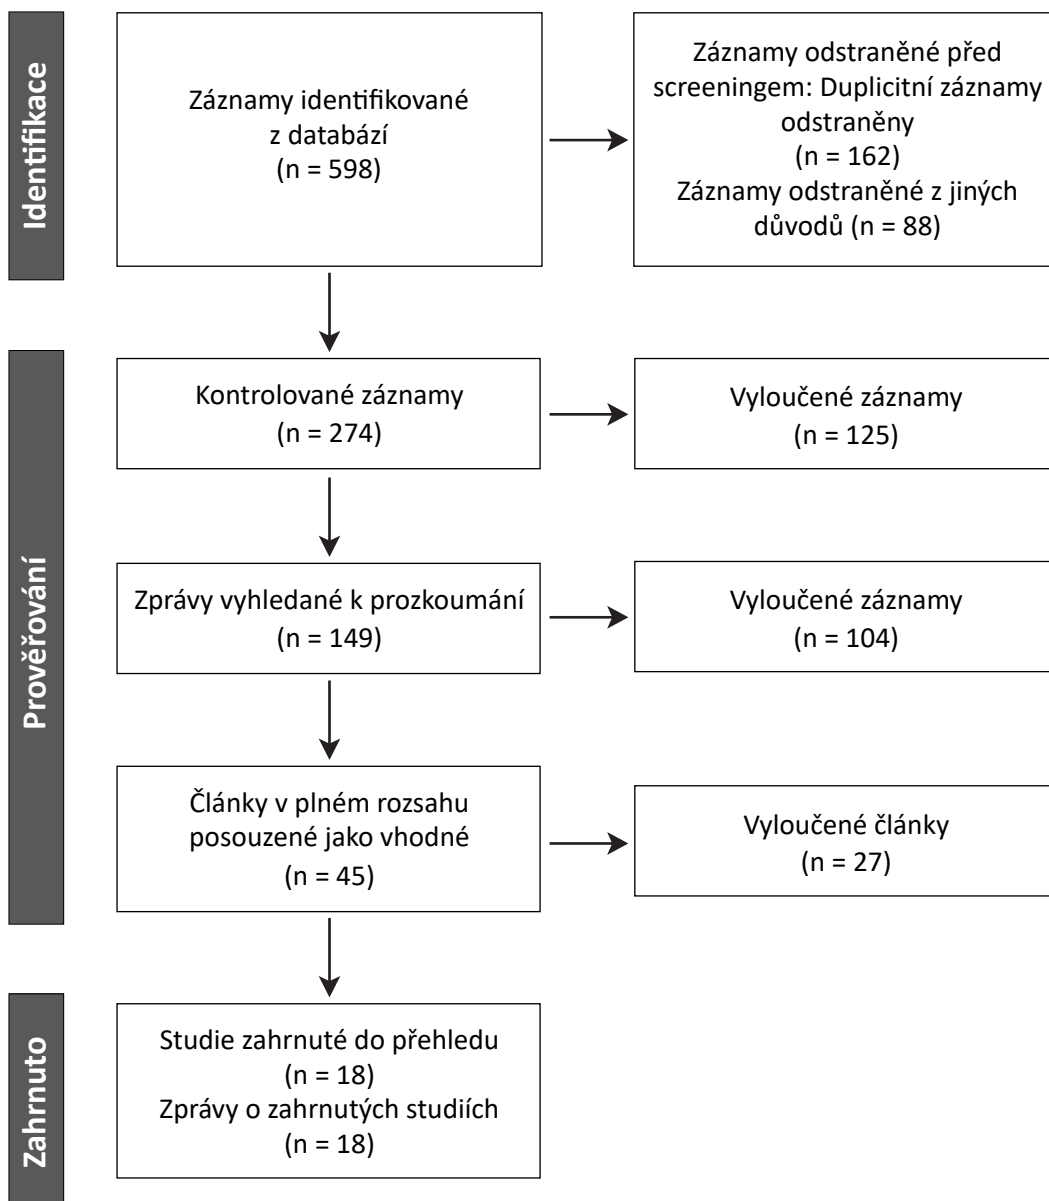 Identifikace
Záznamy identifikované
z databází
(n = 598)
Záznamy odstraněné před
screeningem: Duplicitní záznamy
odstraněny
(n = 162)
Záznamy odstraněné z jiných
důvodů (n = 88)
Prověřování
Kontrolované záznamy
(n = 274)
Vyloučené záznamy
(n = 125)
Zprávy vyhledané k prozkoumání
(n = 149)
Vyloučené záznamy
(n = 104)
Články v plném rozsahu
posouzené jako vhodné
(n = 45)
Vyloučené články
(n = 27)
Zahrnuto
Studie zahrnuté do přehledu
(n = 18)
Zprávy o zahrnutých studiích
(n = 18)